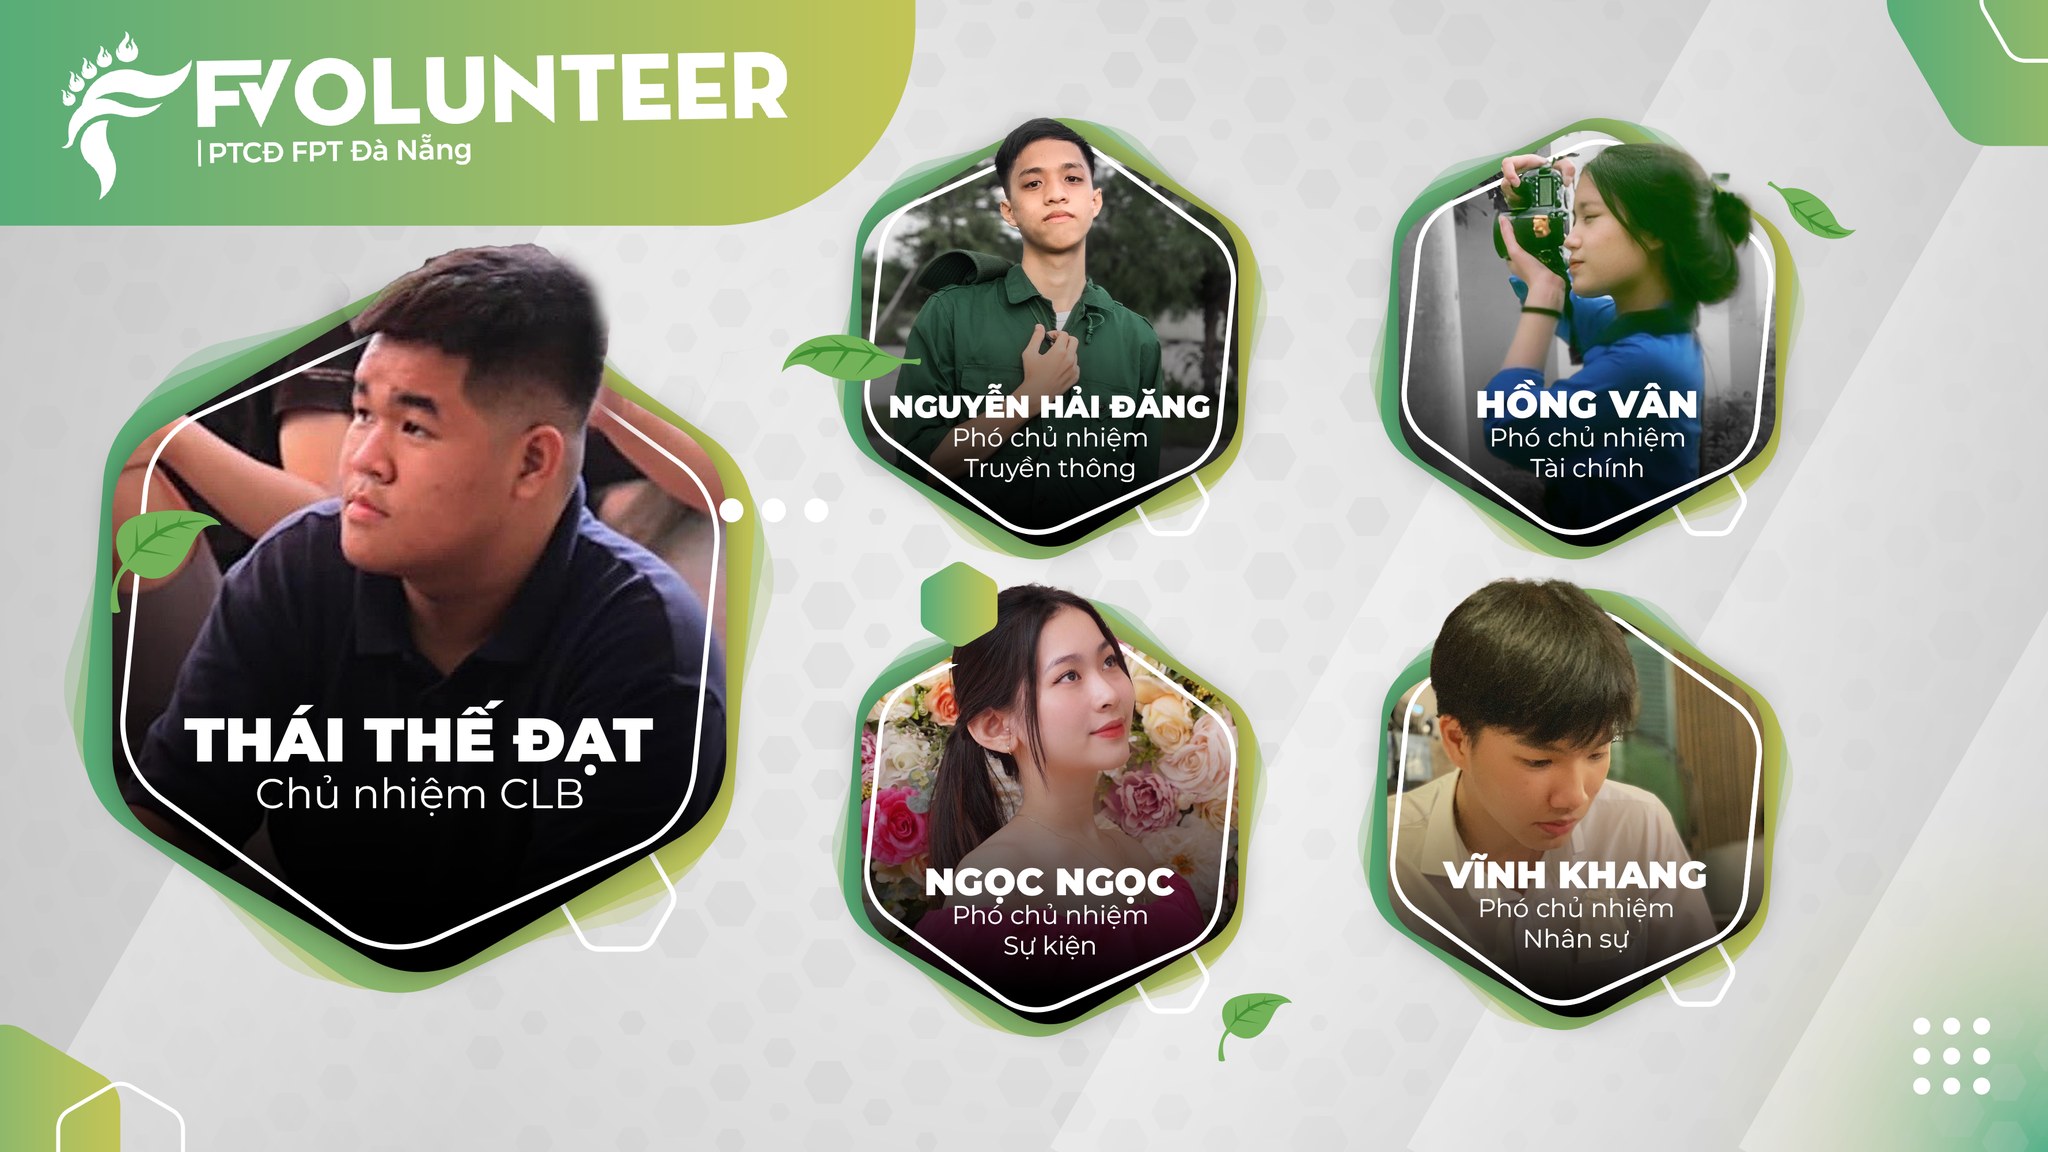 FVOLUNTEER
| PTCĐ FPT Đà Nẵng
THÁI THẾ ĐẠT
Chủ nhiệm CLB
NGUYỄN HẢI ĐĂNG
Phó chủ nhiệm
Truyền thông
HỒNG VÂN
Phó chủ nhiệm
Tài chính
NGỌC NGỌC
Phó chủ nhiệm
Sự kiện
VĨNH KHANG
Phó chủ nhiệm
Nhân sự